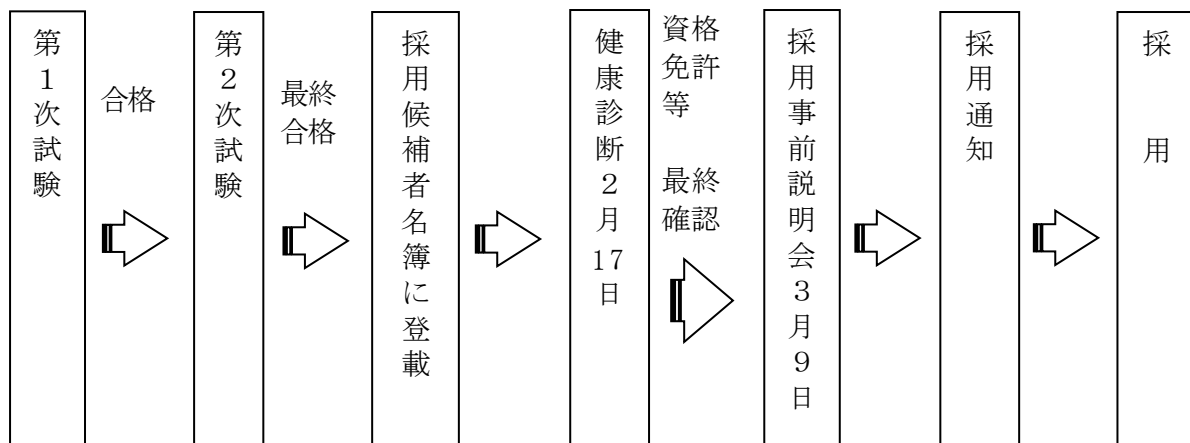 第1次試験
合格
第2次試験
最終
合格
採用候補者名簿に登載
健康診断2月17日
資格
免許
等
最終
確認
採用事前説明会3月9日
採用通知
採用